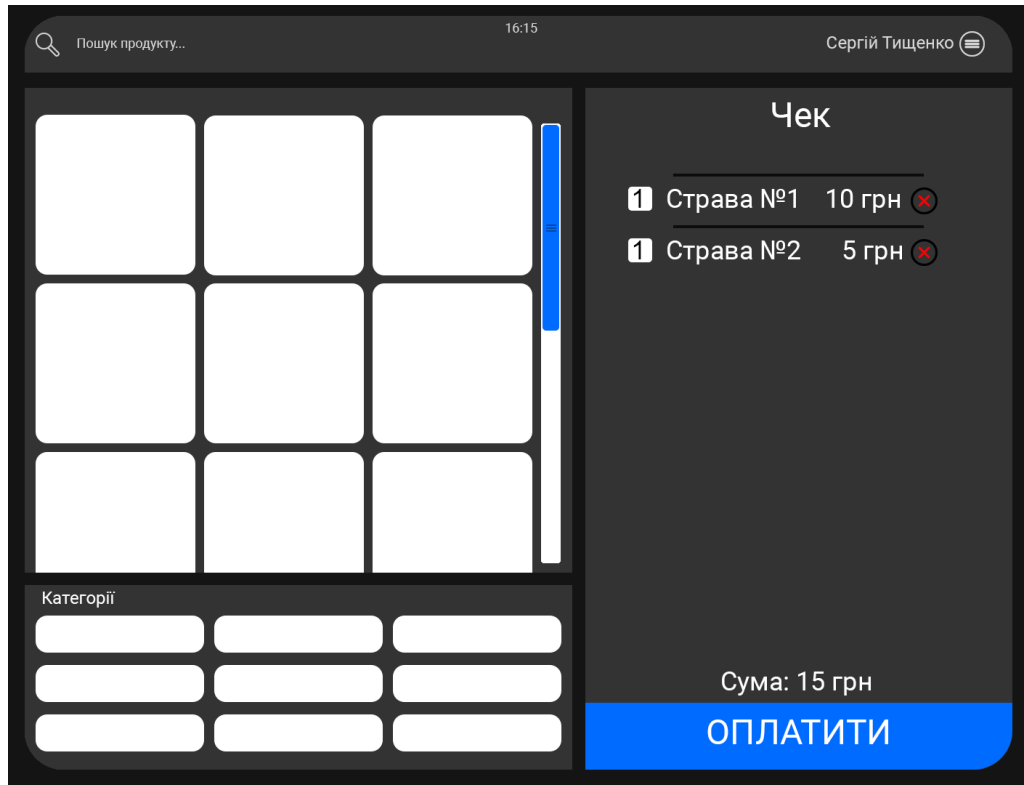 16:15
Пошук продукту...
Сергій Тищенко
Чек
1 Страва №1 10 грн
1 Страва №2 5 грн
Категорії
Сума: 15 грн
ОПЛАТИТИ